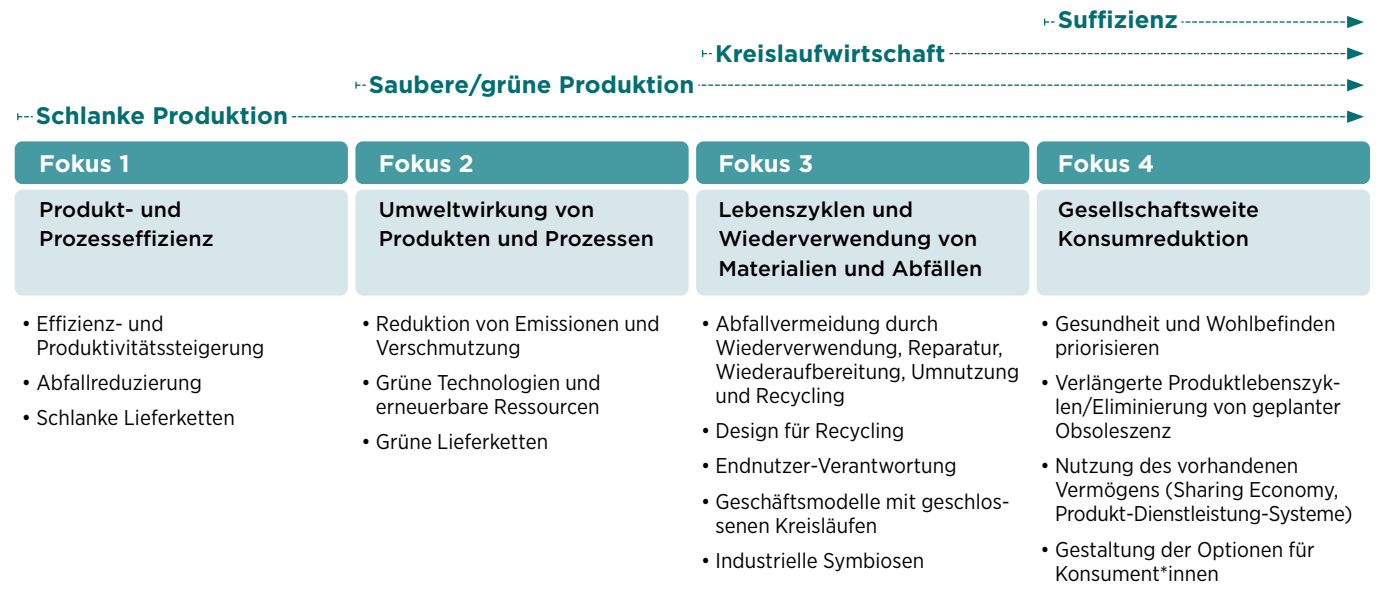 Suffizienz
Kreislaufwirtschaft
Saubere/grüne Produktion
Schlanke Produktion
Fokus 1
Produkt- und
Prozesseffizienz
• Effizienz- und
Produktivitätssteigerung
• Abfallreduzierung
• Schlanke Lieferketten
Fokus 2
Umweltwirkung von
Produkten und Prozessen
• Reduktion von Emissionen und
Verschmutzung
• Grüne Technologien und
erneuerbare Ressourcen
• Grüne Lieferketten
Fokus 3
Lebenszyklen und
Wiederverwendung von
Materialien und Abfällen
• Abfallvermeidung durch
Wiederverwendung, Reparatur,
Wiederaufbereitung, Umnutzung
und Recycling
• Design für Recycling
• Endnutzer-Verantwortung
• Geschäftsmodelle mit geschlos-
senen Kreisläufen
• Industrielle Symbiosen
Fokus 4
Gesellschaftsweite
Konsumreduktion
• Gesundheit und Wohlbefinden
priorisieren
• Verlängerte Produktlebenszyk-
len/Eliminierung von geplanter
Obsoleszenz
• Nutzung des vorhandenen
Vermögens (Sharing Economy,
Produkt-Dienstleistung-Systeme)
• Gestaltung der Optionen für
Konsument*innen